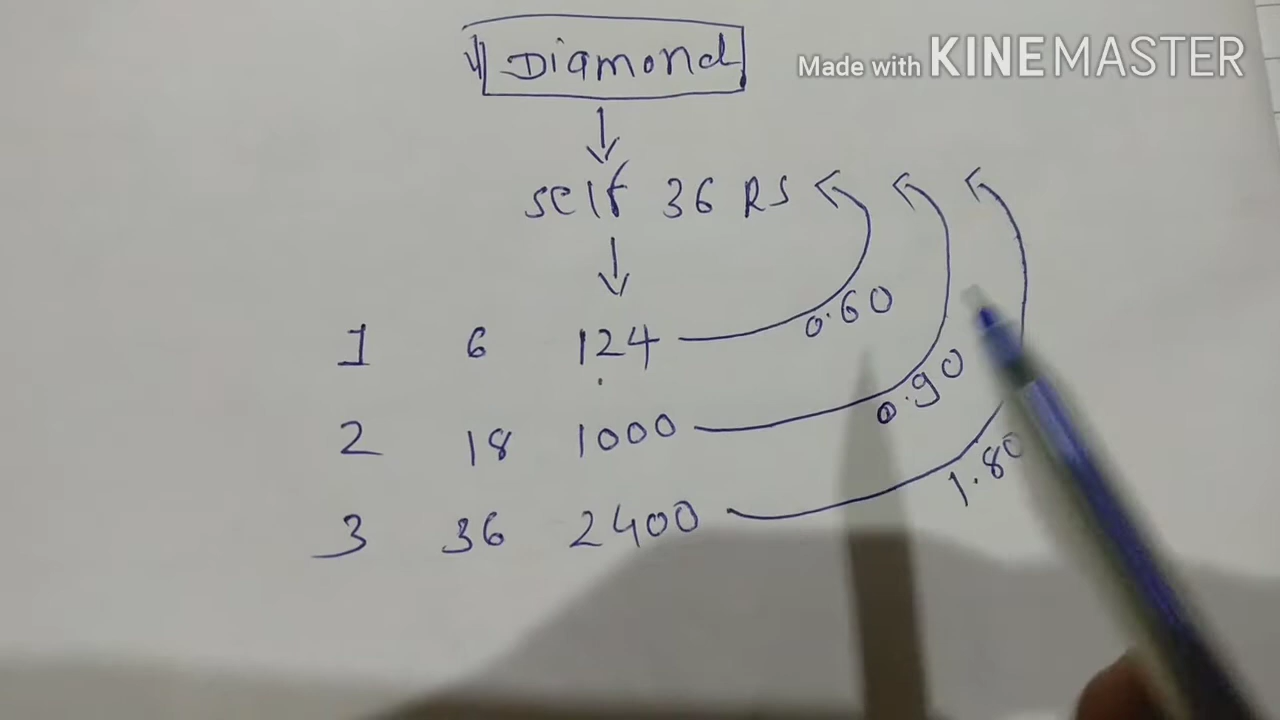 Made with KINEMASTER
Diamond
self 36 RS
1 6 124 0.60
2 18 1000 0.90
3 36 2400 1.80